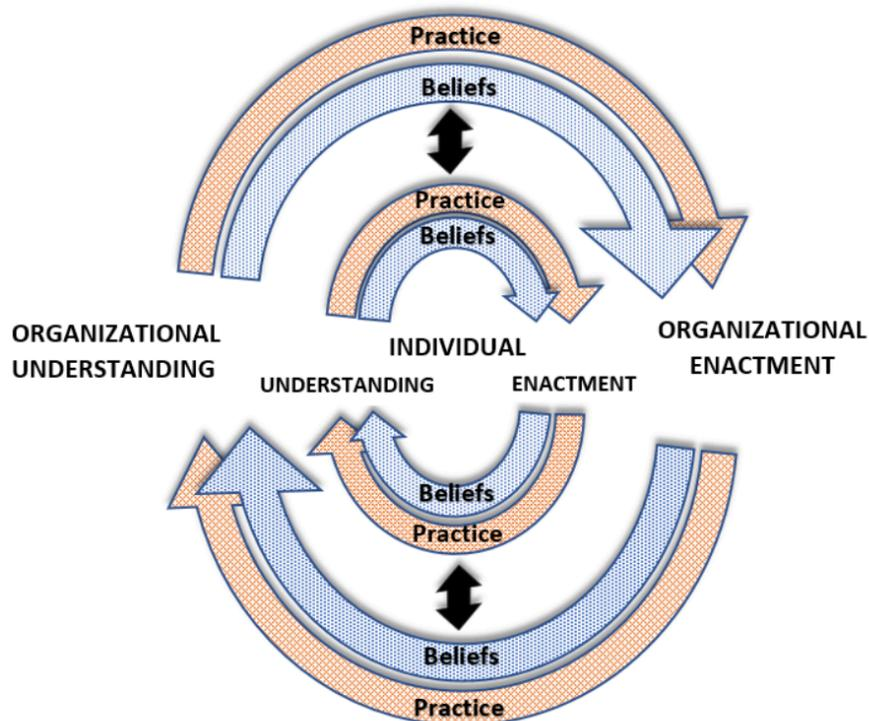 Practice
Beliefs
Practice
Beliefs
ORGANIZATIONAL
UNDERSTANDING
INDIVIDUAL
UNDERSTANDING
ENACTMENT
ORGANIZATIONAL
ENACTMENT
Beliefs
Practice
Beliefs
Practice